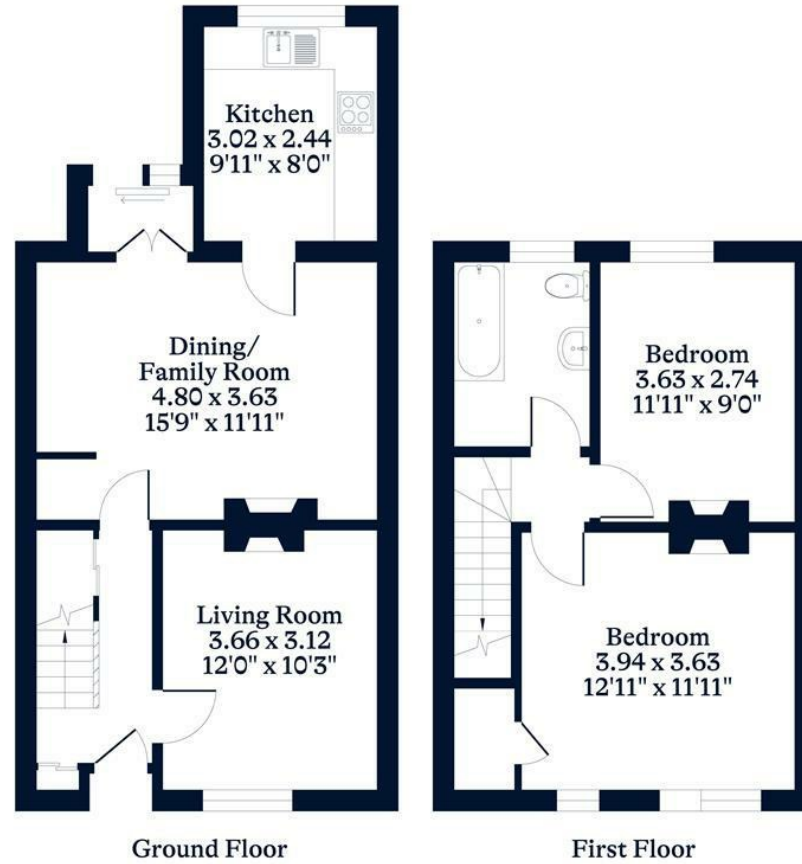 Kitchen
3.02 x 2.44
9'11" x 8'0"
Dining/
Family Room
4.80 x 3.63
15'9" x 11'11"
Living Room
3.66 x 3.12
12'0" x 10'3"
Ground Floor
Bedroom
3.63 x 2.74
11'11" x 9'0"
Bedroom
3.94 x 3.63
12'11" x 11'11"
First Floor